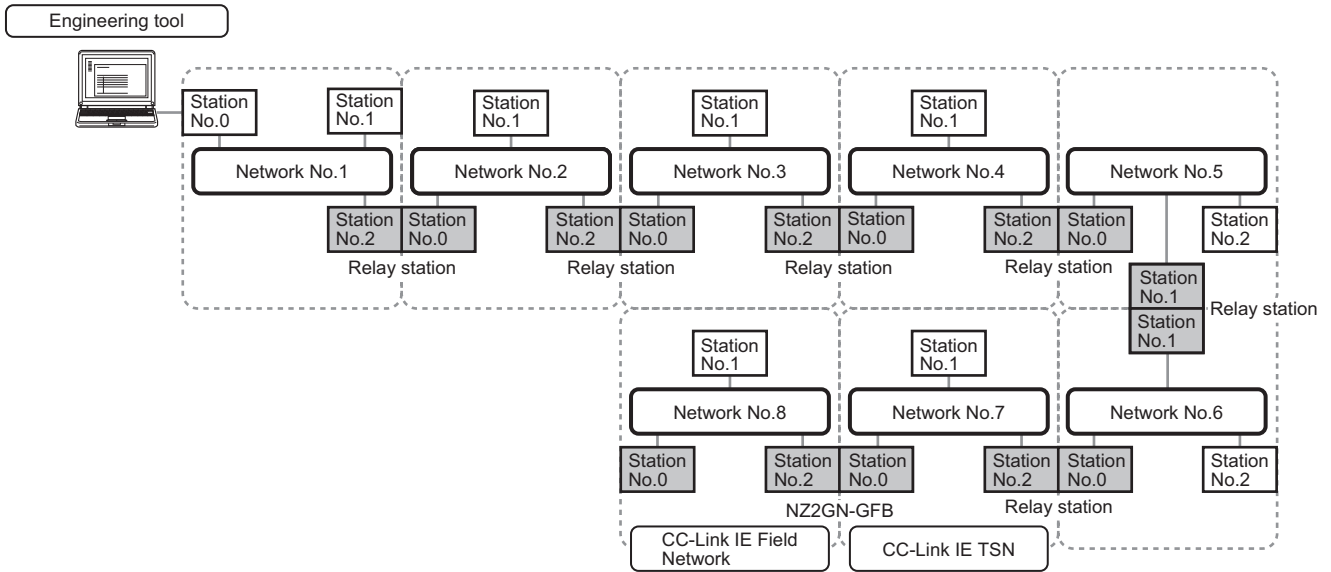 Engineering tool
Station
No.0
Station
No.1
Station
No.1
Station
No.1
Station
No.1
Network No.1
Network No.2
Network No.3
Network No.4
Network No.5
Station
No.2
Station
No.0
Station
No.2
Station
No.0
Station
No.2
Station
No.0
Station
No.2
Station
No.0
Station
No.2
Relay station
Relay station
Relay station
Relay station
Station
No.1
Relay station
Station
No.1
Station
No.1
Station
No.1
Network No.8
Network No.7
Network No.6
Station
No.0
Station
No.2
Station
No.0
Station
No.2
Station
No.0
Station
No.2
NZ2GN-GFB
Relay station
CC-Link IE Field
Network
CC-Link IE TSN